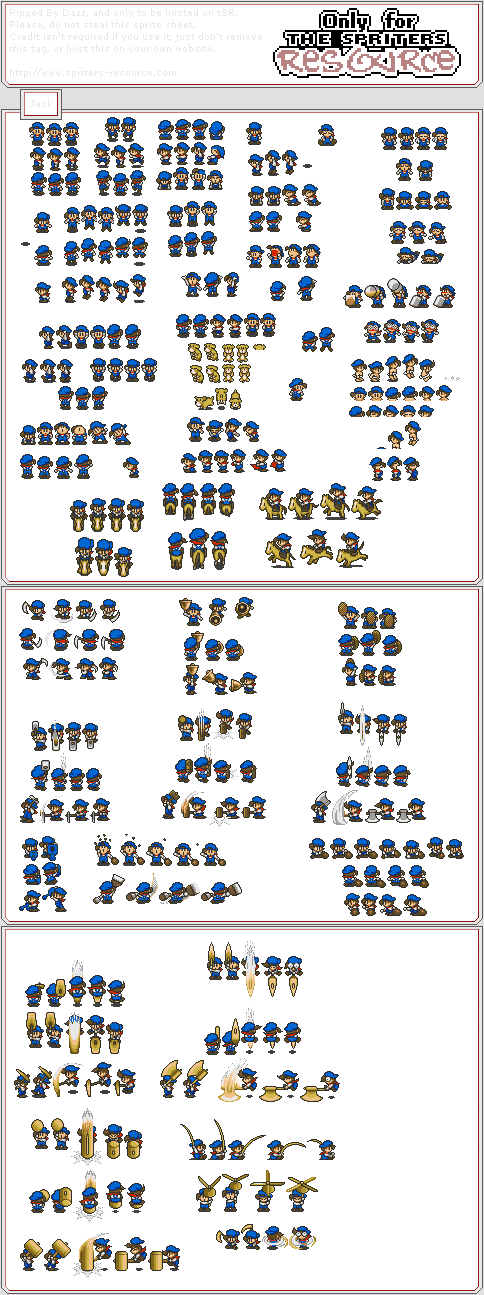 Ripped By Dazz, and only to be hosted on tSR.
Please, do not steal this sprite sheet.
Credit isn't required if you use it, just don't remove
this tag, or host this on your own website.
http://www.spriters-resource.com
Only for
THE SPRITERS
RESOURCE
Jack